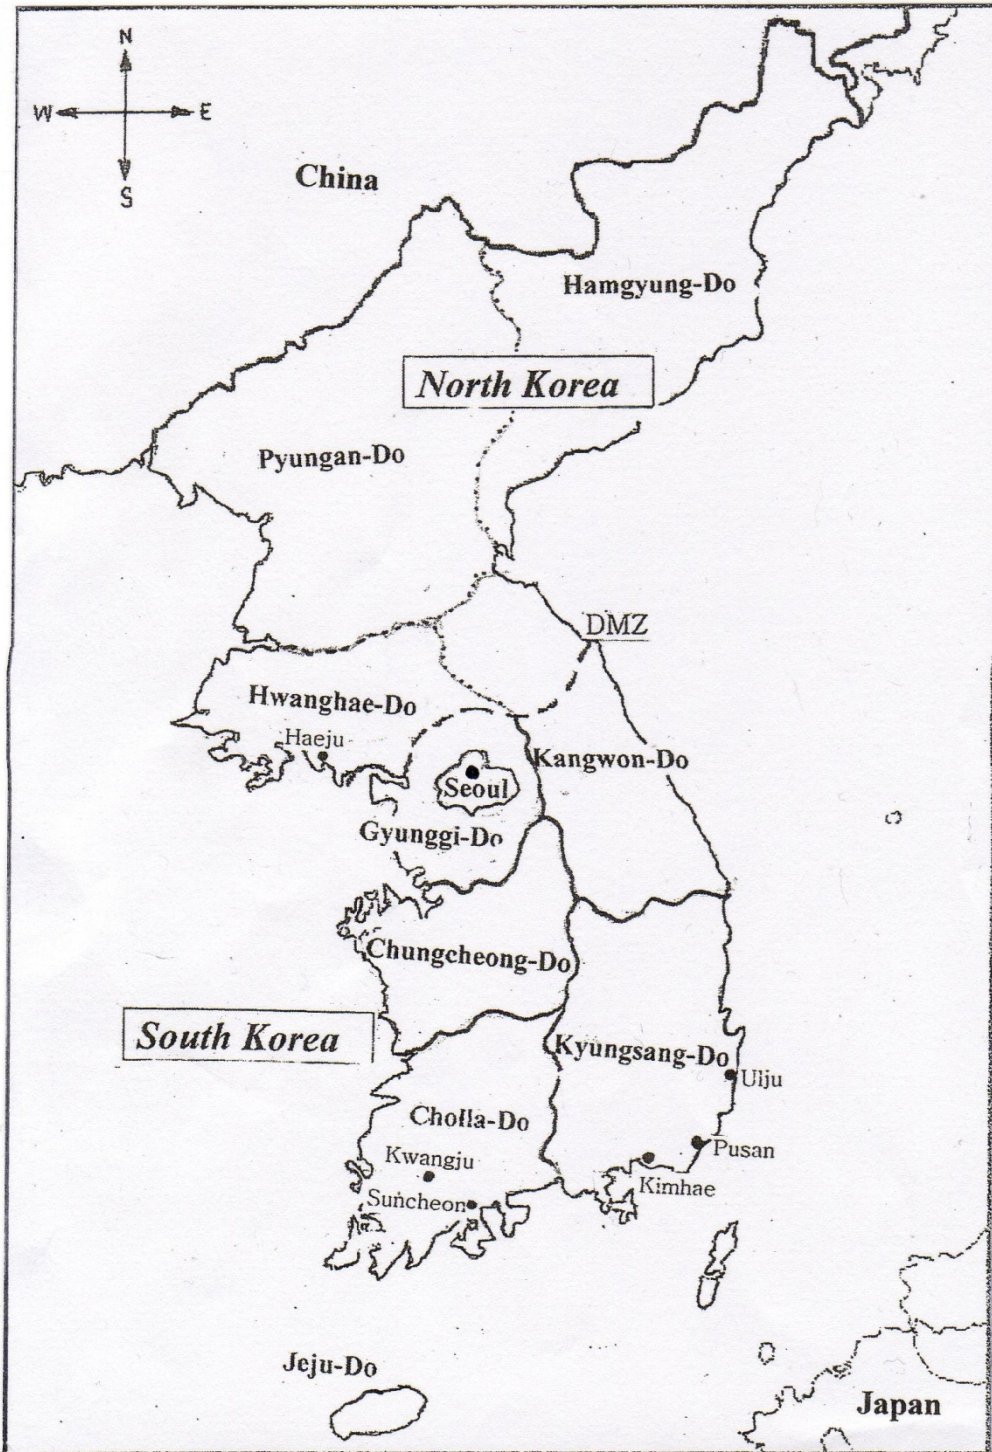 N
W E
S
China
Hamgyung-Do
North Korea
Pyungan-Do
DMZ
Hwanghae-Do
Haeju
Kangwon-Do
Seoul
Gyunggi-Do
Chungcheong-Do
South Korea
Kyungsang-Do
Ulju
Cholla-Do
Pusan
Kwangju
Kimhae
Suncheon
Jeju-Do
Japan